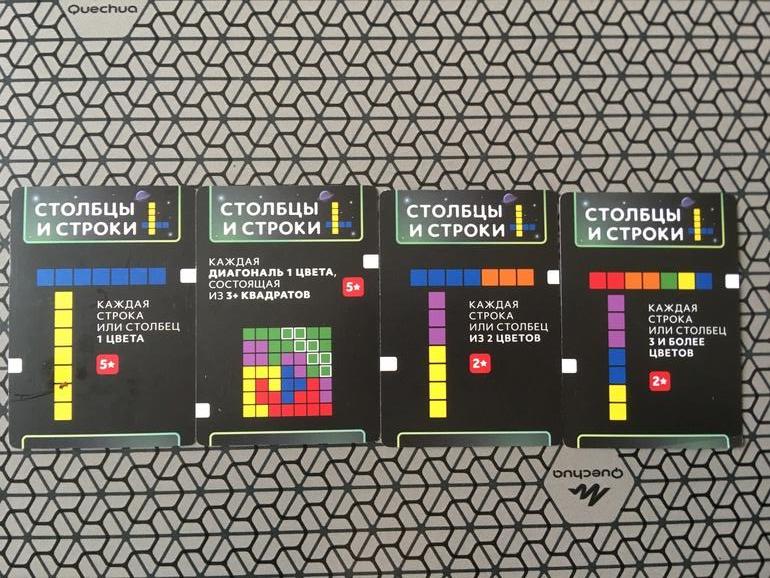 Quechua
СТОЛБЦЫ
И СТРОКИ
КАЖДАЯ
СТРОКА
ИЛИ СТОЛБЕЦ
1 ЦВЕТА
5★
СТОЛБЦЫ
И СТРОКИ
КАЖДАЯ
ДИАГОНАЛЬ 1 ЦВЕТА,
СОСТОЯЩАЯ
ИЗ 3+ КВАДРАТОВ
5★
СТОЛБЦЫ
И СТРОКИ
КАЖДАЯ
СТРОКА
ИЛИ СТОЛБЕЦ
ИЗ 2 ЦВЕТОВ
2★
СТОЛБЦЫ
И СТРОКИ
КАЖДАЯ
СТРОКА
ИЛИ СТОЛБЕЦ
3 И БОЛЕЕ
ЦВЕТОВ
2★
Quechua